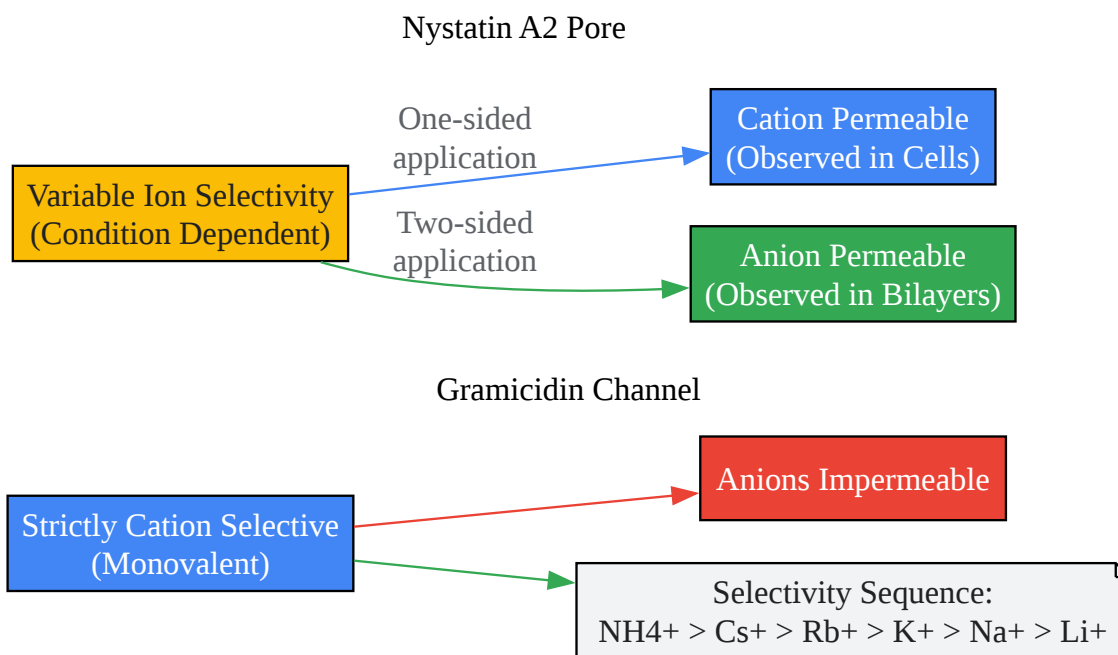 Nystatin A2 Pore
One-sided
application
Cation Permeable
(Observed in Cells)
Variable Ion Selectivity
(Condition Dependent)
Two-sided
application
Anion Permeable
(Observed in Bilayers)
Gramicidin Channel
Anions Impermeable
Strictly Cation Selective
(Monovalent)
Selectivity Sequence:
NH4+ > Cs+ > Rb+ > K+ > Na+ > Li+